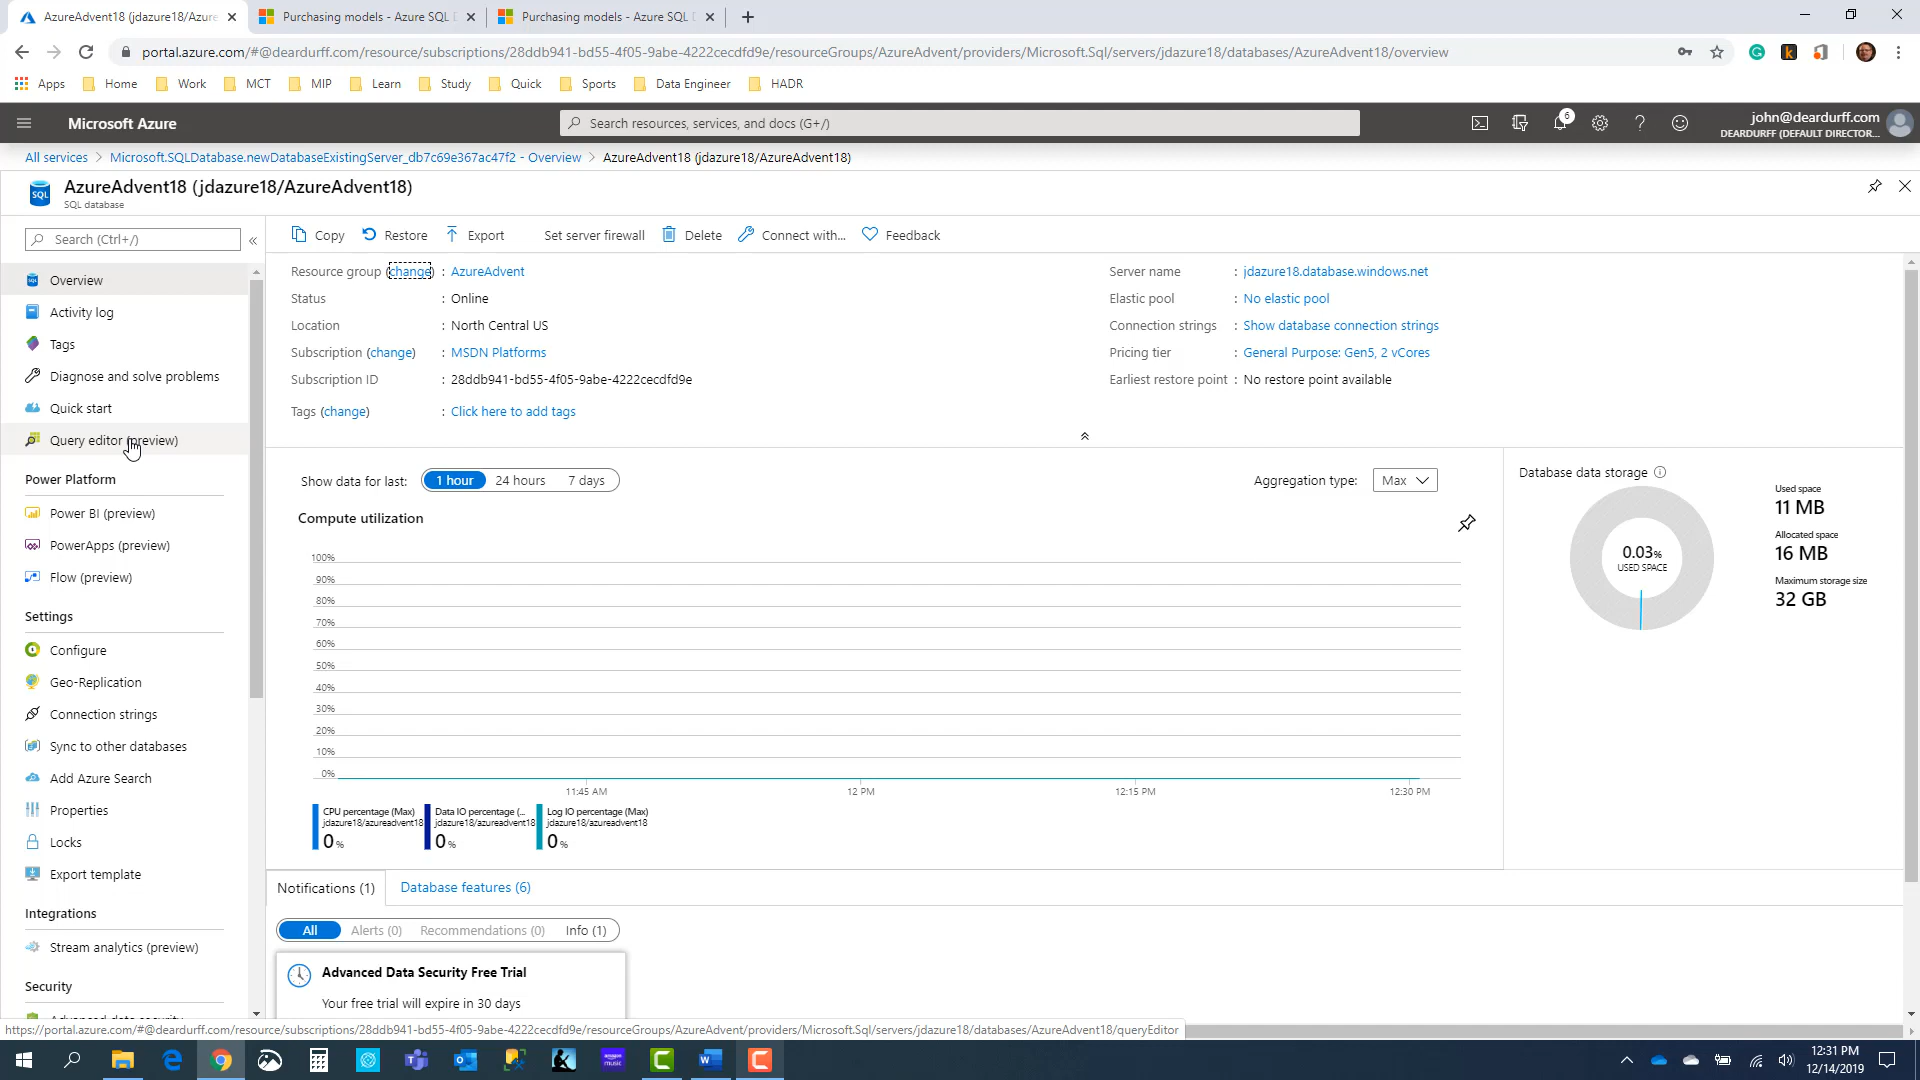 AzureAdvent18 (jdazure18/Azure
Purchasing models - Azure SQL D
Purchasing models - Azure SQL D
portal.azure.com/#@deardurff.com/resource/subscriptions/28ddb941-bd55-4f05-9abe-4222cecdfd9e/resourceGroups/AzureAdvent/providers/Microsoft.Sql/servers/jdazure18/databases/AzureAdvent18/overview
Apps Home Work MCT MIP Learn Study Quick Sports Data Engineer HADR
Microsoft Azure
Search resources, services, and docs (G+/)
6
john@deardurff.com
DEARDURFF (DEFAULT DIRECTOR...
All services > Microsoft.SQLDatabase.newDatabaseExistingServer_db7c69e367ac47f2 - Overview > AzureAdvent18 (jdazure18/AzureAdvent18)
AzureAdvent18 (jdazure18/AzureAdvent18)
SQL database
Search (Ctrl+/)
Overview
Activity log
Tags
Diagnose and solve problems
Quick start
Query editor (preview)
Power Platform
Power BI (preview)
PowerApps (preview)
Flow (preview)
Settings
Configure
Geo-Replication
Connection strings
Sync to other databases
Add Azure Search
Properties
Locks
Export template
Integrations
Stream analytics (preview)
Security
Copy Restore Export Set server firewall Delete Connect with... Feedback
Resource group (change) : AzureAdvent
Status : Online
Location : North Central US
Subscription (change) : MSDN Platforms
Subscription ID : 28ddb941-bd55-4f05-9abe-4222cecdfd9e
Tags (change) : Click here to add tags
Server name : jdazure18.database.windows.net
Elastic pool : No elastic pool
Connection strings : Show database connection strings
Pricing tier : General Purpose: Gen5, 2 vCores
Earliest restore point : No restore point available
Show data for last: 1 hour 24 hours 7 days
Aggregation type: Max
Compute utilization
100%
90%
80%
70%
60%
50%
40%
30%
20%
10%
0%
11:45 AM 12 PM 12:15 PM 12:30 PM
CPU percentage (Max)
jdazure18/azureadvent18
0 %
Data IO percentage (...
jdazure18/azureadvent18
0 %
Log IO percentage (Max)
jdazure18/azureadvent18
0 %
Database data storage
0.03%
USED SPACE
Used space
11 MB
Allocated space
16 MB
Maximum storage size
32 GB
Notifications (1) Database features (6)
All Alerts (0) Recommendations (0) Info (1)
Advanced Data Security Free Trial
Your free trial will expire in 30 days
https://portal.azure.com/#@deardurff.com/resource/subscriptions/28ddb941-bd55-4f05-9abe-4222cecdfd9e/resourceGroups/AzureAdvent/providers/Microsoft.Sql/servers/jdazure18/databases/AzureAdvent18/queryEditor
12:31 PM
12/14/2019